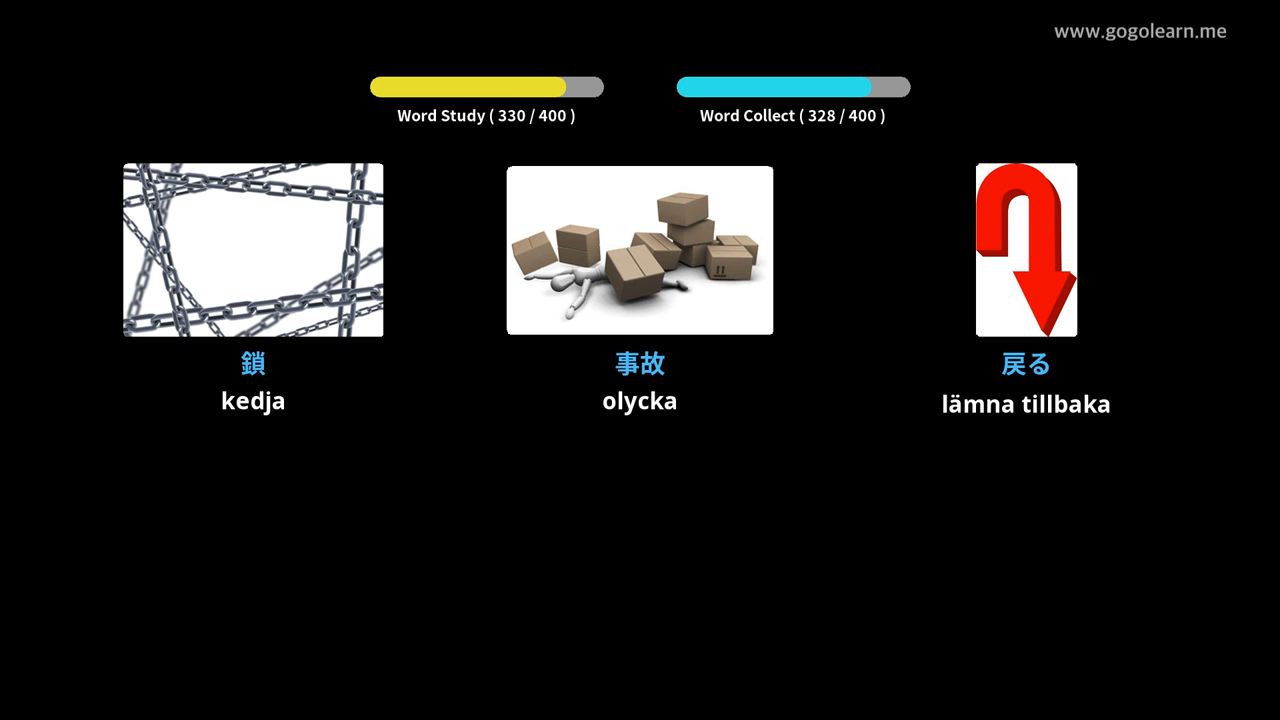 www.gogolearn.me
Word Study ( 330 / 400 )
Word Collect ( 328 / 400 )
鎖
kedja
事故
olycka
戻る
lämna tillbaka